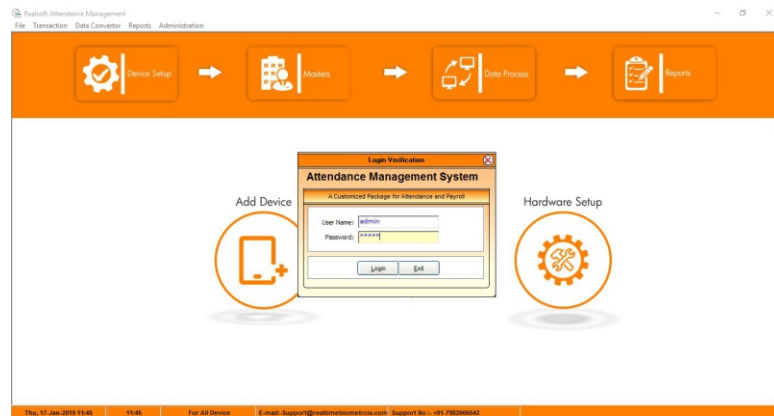 Realsoft Attendance Management
File Transaction Data Convertor Reports Administration
Device Setup Masters Data Process Reports
Login Verification
Attendance Management System
A Customized Package for Attendance and Payroll
User Name: admin
Password: *****
Login Exit
Add Device
Hardware Setup
Thu, 17-Jan-2019 11:45 11:45 For All Device E-mail:-Support@realtimebiometrcis.com Support No :- +91-7982006642